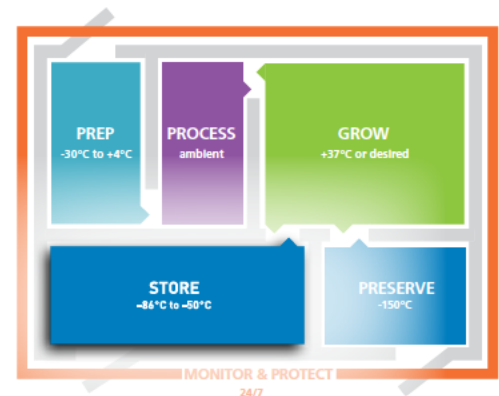 PREP
-30°C to +4°C
PROCESS
ambient
GROW
+37°C or desired
STORE
–86°C to –50°C
PRESERVE
-150°C
MONITOR & PROTECT
24/7